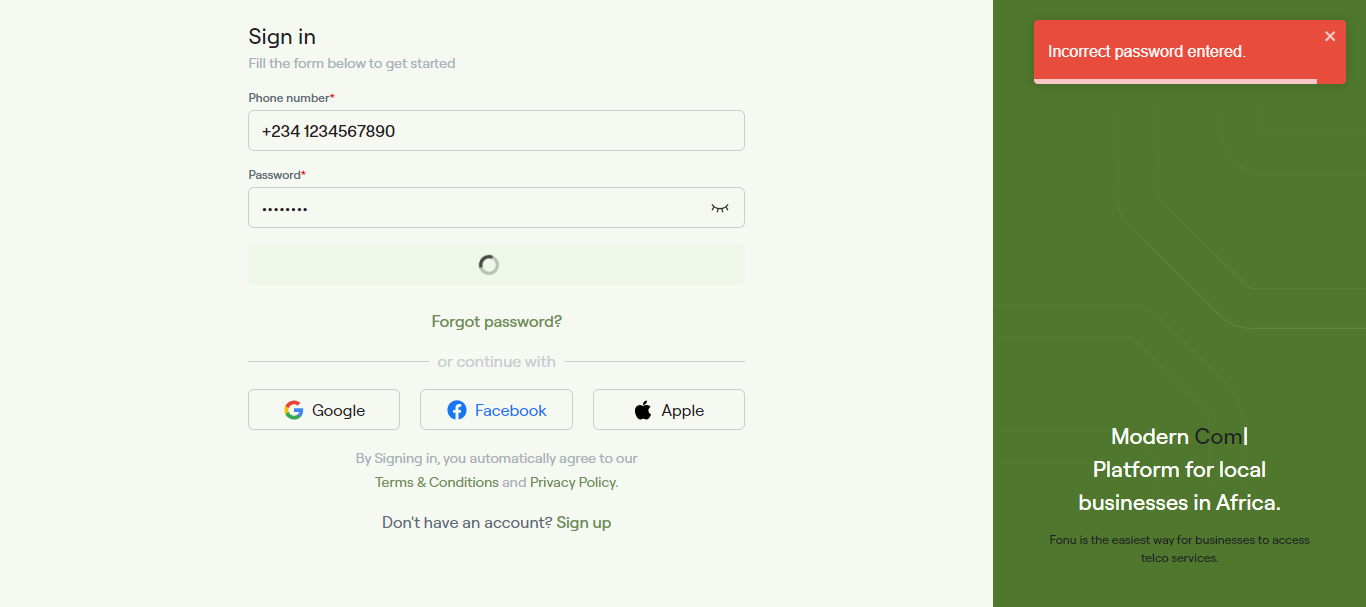 Sign in
Fill the form below to get started
Phone number*
+234 1234567890
Password*
••••••••
Forgot password?
or continue with
Google
Facebook
Apple
By Signing in, you automatically agree to our
Terms & Conditions and Privacy Policy.
Don't have an account? Sign up
Incorrect password entered.
Modern Com
Platform for local
businesses in Africa.
Fonu is the easiest way for businesses to access
telco services.